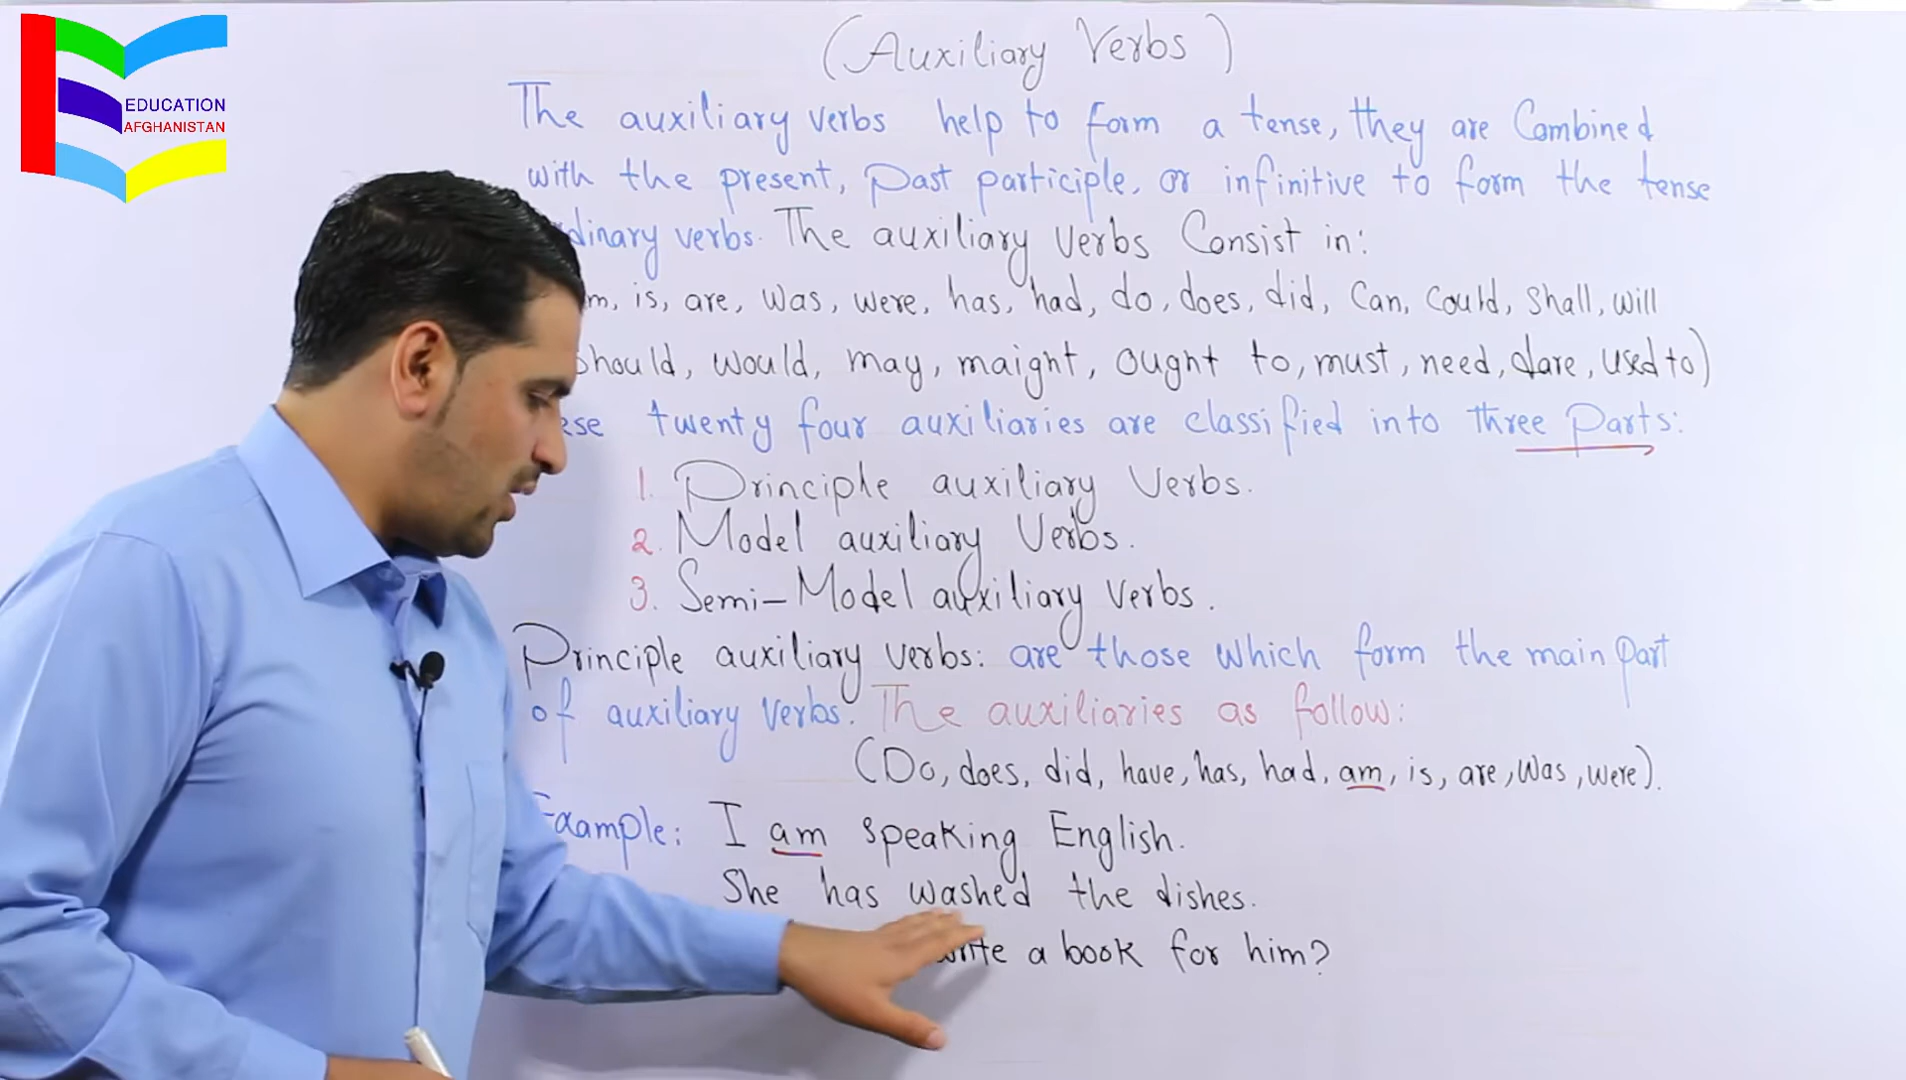 EDUCATION
AFGHANISTAN
(Auxiliary Verbs)
The auxiliary verbs help to form a tense, they are Combined
with the present, Past participle, or infinitive to form the tense
dinary verbs. The auxiliary Verbs Consist in:
m, is, are, was, were, has, had, do, does, did, Can, Could, Shall, will
should, would, may, maight, ought to, must, need, dare, used to)
ese twenty four auxiliaries are classified into three Parts:
1. Principle auxiliary Verbs.
2. Model auxiliary Verbs.
3. Semi-Model auxiliary Verbs.
Principle auxiliary verbs: are those which form the main part
of auxiliary verbs. The auxiliaries as follow:
(Do, does, did, have, has, had, am, is, are, was, were).
Example: I am speaking English.
She has washed the dishes.
write a book for him?